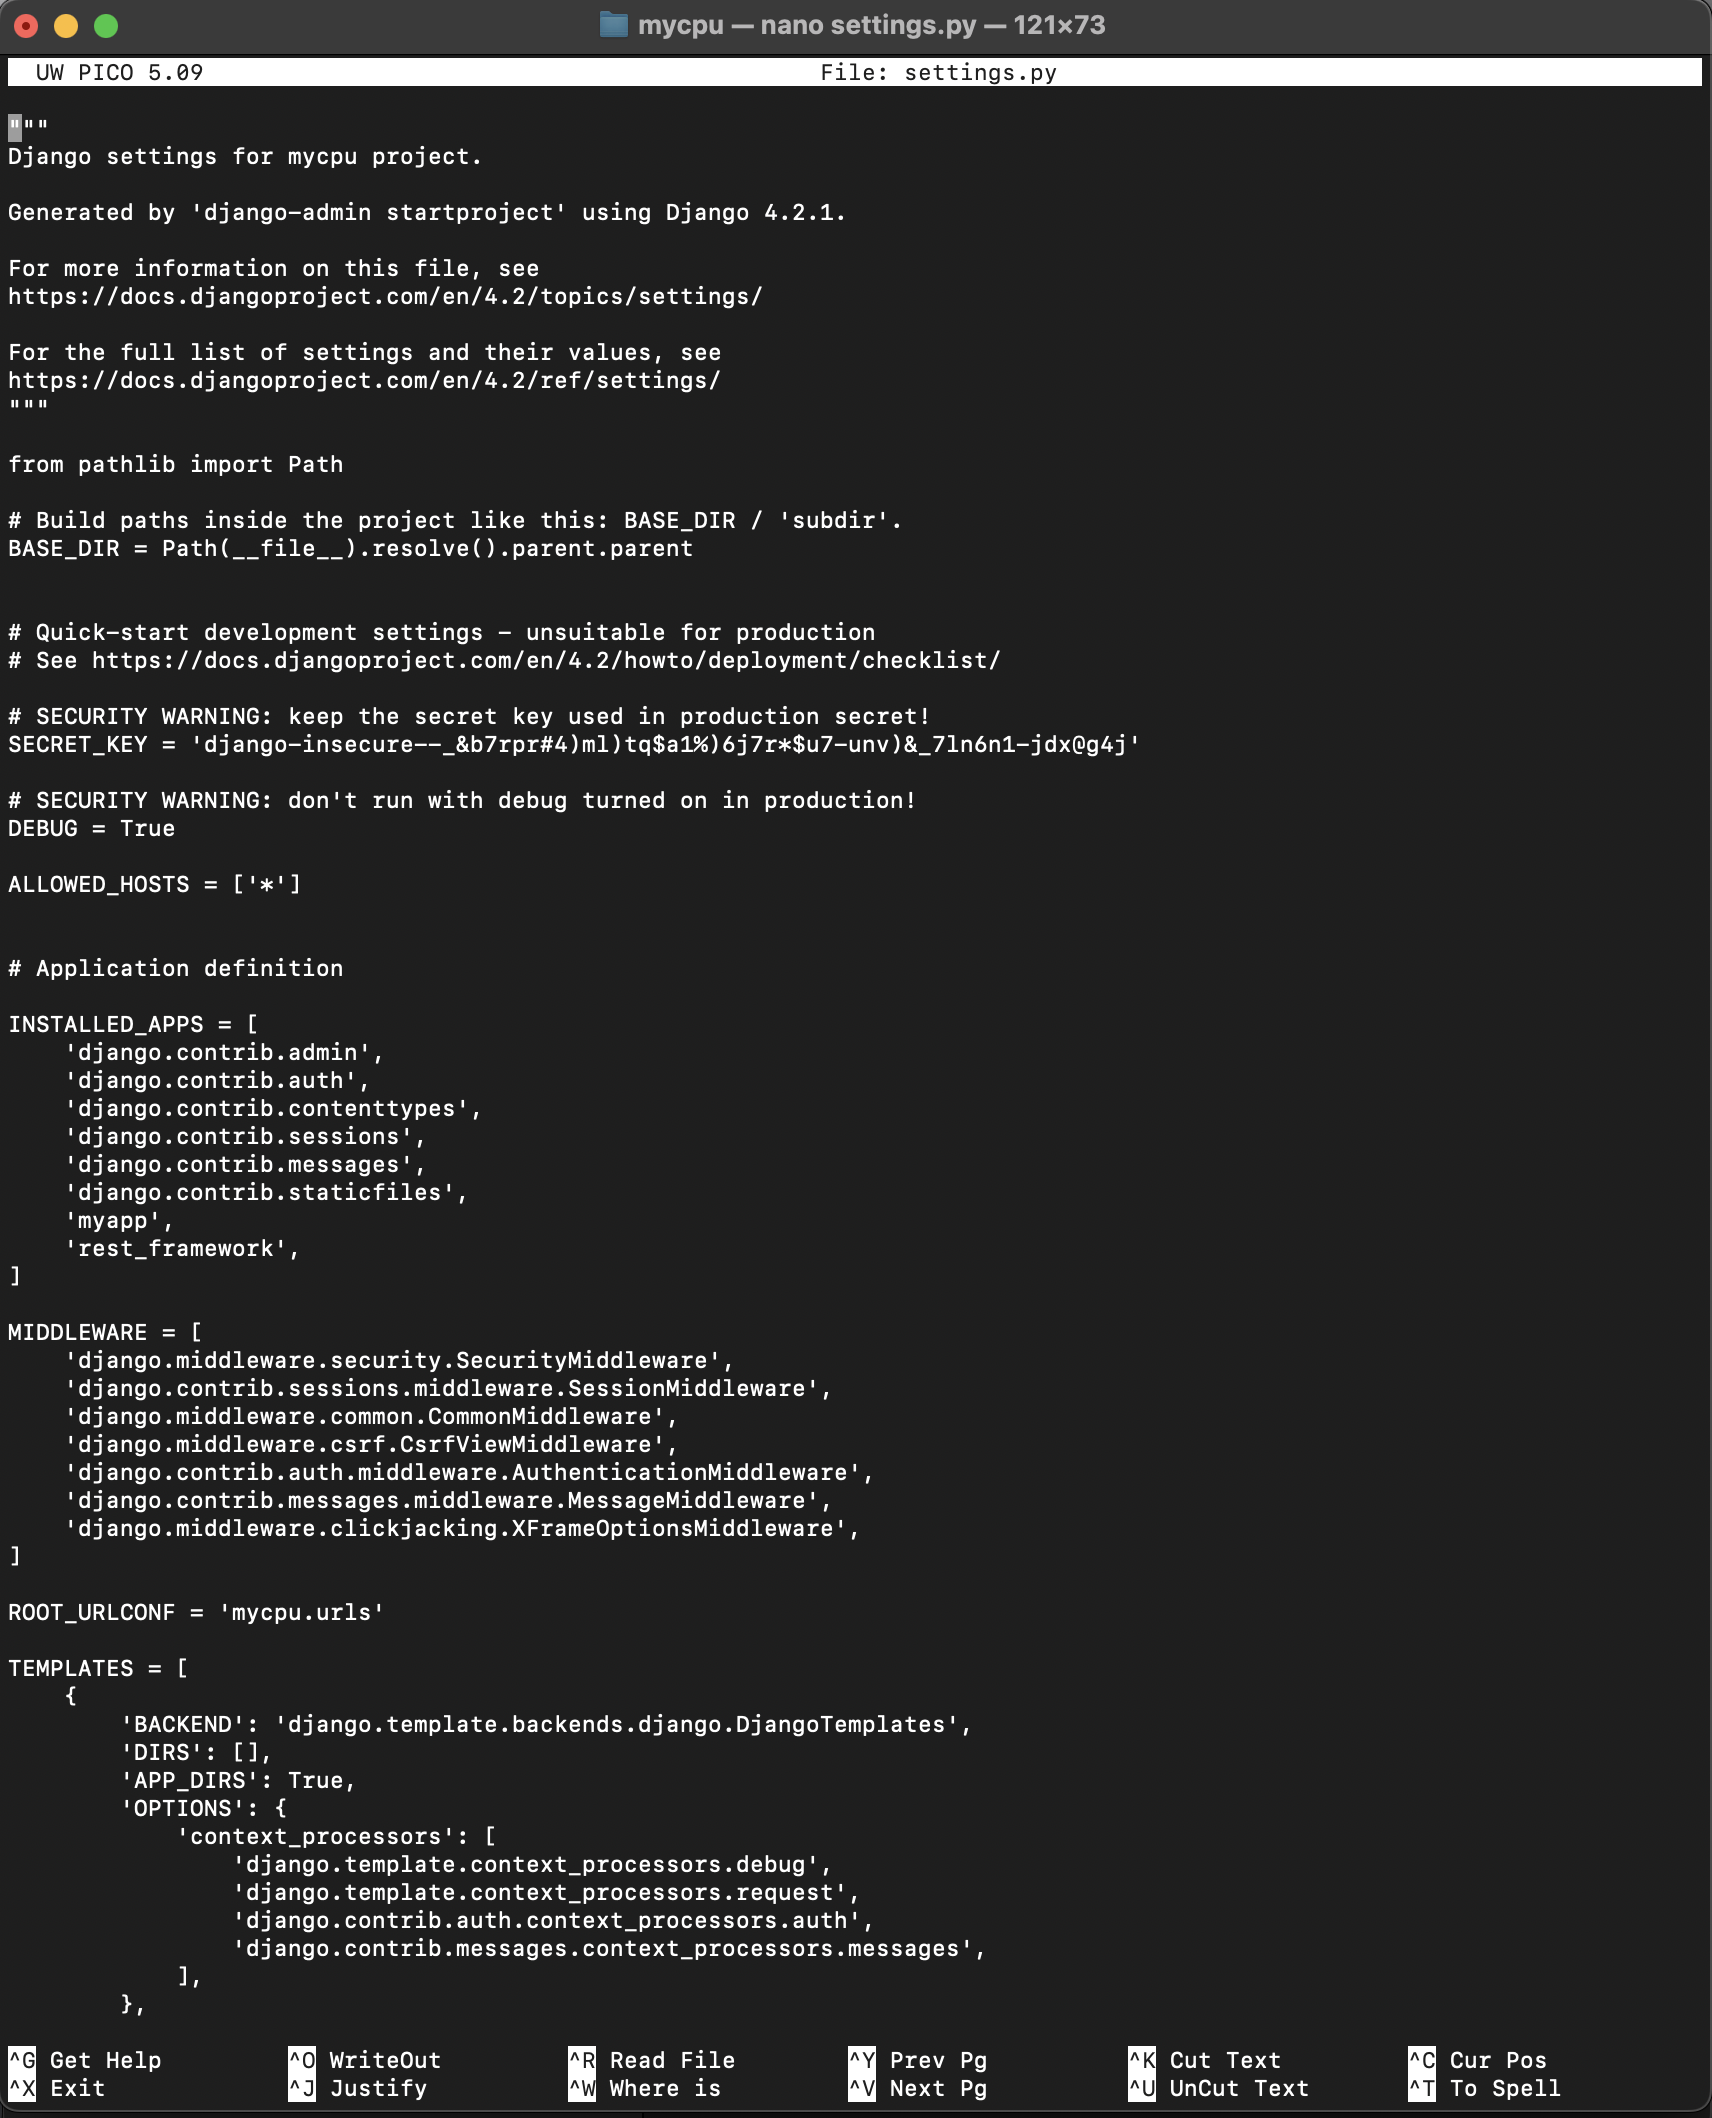 mycpu — nano settings.py — 121×73
UW PICO 5.09 File: settings.py
"""
Django settings for mycpu project.
Generated by 'django-admin startproject' using Django 4.2.1.
For more information on this file, see
https://docs.djangoproject.com/en/4.2/topics/settings/
For the full list of settings and their values, see
https://docs.djangoproject.com/en/4.2/ref/settings/
"""
from pathlib import Path
# Build paths inside the project like this: BASE_DIR / 'subdir'.
BASE_DIR = Path(__file__).resolve().parent.parent
# Quick-start development settings - unsuitable for production
# See https://docs.djangoproject.com/en/4.2/howto/deployment/checklist/
# SECURITY WARNING: keep the secret key used in production secret!
SECRET_KEY = 'django-insecure--_&b7rpr#4)ml)tq$a1%)6j7r*$u7-unv)&_7ln6n1-jdx@g4j'
# SECURITY WARNING: don't run with debug turned on in production!
DEBUG = True
ALLOWED_HOSTS = ['*']
# Application definition
INSTALLED_APPS = [
    'django.contrib.admin',
    'django.contrib.auth',
    'django.contrib.contenttypes',
    'django.contrib.sessions',
    'django.contrib.messages',
    'django.contrib.staticfiles',
    'myapp',
    'rest_framework',
]
MIDDLEWARE = [
    'django.middleware.security.SecurityMiddleware',
    'django.contrib.sessions.middleware.SessionMiddleware',
    'django.middleware.common.CommonMiddleware',
    'django.middleware.csrf.CsrfViewMiddleware',
    'django.contrib.auth.middleware.AuthenticationMiddleware',
    'django.contrib.messages.middleware.MessageMiddleware',
    'django.middleware.clickjacking.XFrameOptionsMiddleware',
]
ROOT_URLCONF = 'mycpu.urls'
TEMPLATES = [
    {
        'BACKEND': 'django.template.backends.django.DjangoTemplates',
        'DIRS': [],
        'APP_DIRS': True,
        'OPTIONS': {
            'context_processors': [
                'django.template.context_processors.debug',
                'django.template.context_processors.request',
                'django.contrib.auth.context_processors.auth',
                'django.contrib.messages.context_processors.messages',
            ],
        },
^G Get Help ^O WriteOut ^R Read File ^Y Prev Pg ^K Cut Text ^C Cur Pos
^X Exit ^J Justify ^W Where is ^V Next Pg ^U UnCut Text ^T To Spell